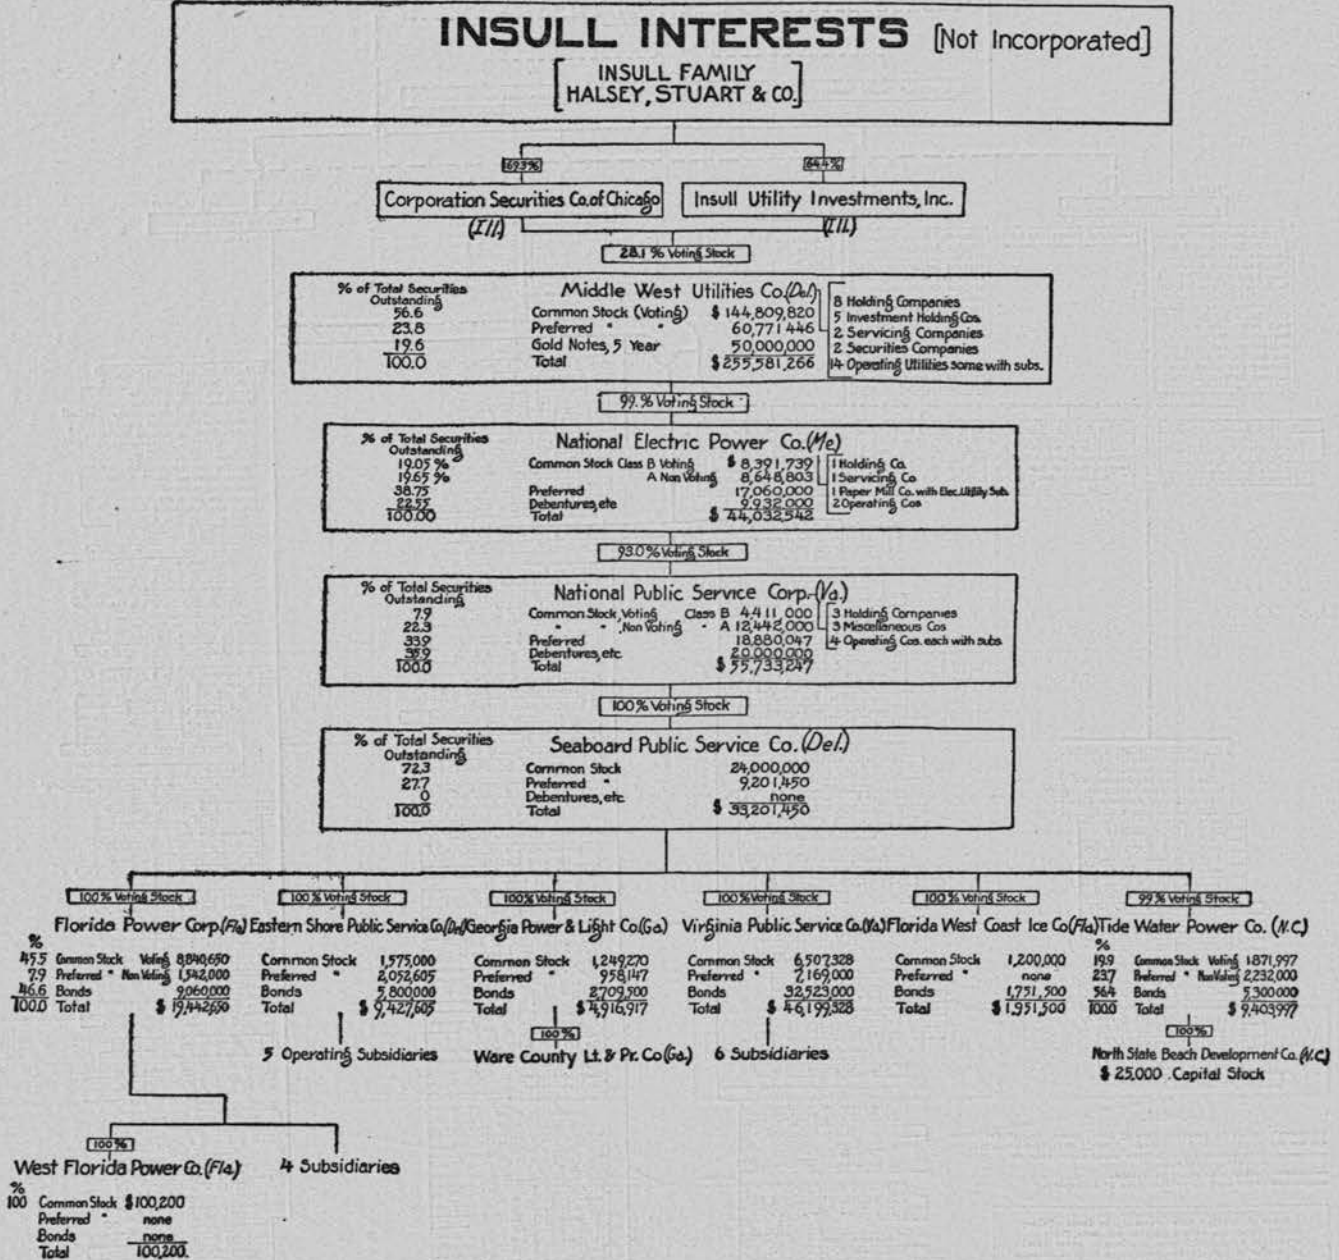 INSULL INTERESTS [Not Incorporated]
[INSULL FAMILY
HALSEY, STUART & CO.]
69.3% 64.4%
Corporation Securities Co. of Chicago Insull Utility Investments, Inc.
(Ill.) (Ill.)
28.1 % Voting Stock
% of Total Securities Outstanding Middle West Utilities Co. (Del.)
56.6 Common Stock (Voting) $ 144,809,820
23.8 Preferred " " 60,771 446
19.6 Gold Notes, 5 Year 50,000,000
100.0 Total $ 255,581,266
8 Holding Companies
5 Investment Holding Cos.
2 Servicing Companies
2 Securities Companies
14 Operating Utilities some with subs.
99.% Voting Stock
% of Total Securities Outstanding National Electric Power Co. (Me)
19.05 % Common Stock Class B Voting $ 8,391,739
19.65 % A Non Voting 8,648,803
38.75 Preferred 17,060,000
22.55 Debentures, etc 9,932,000
100.00 Total $ 44,032,542
1 Holding Co.
1 Servicing Co
1 Paper Mill Co. with Elec. Utility Sub.
2 Operating Cos
93.0 % Voting Stock
% of Total Securities Outstanding National Public Service Corp. (Va.)
7.9 Common Stock, Voting Class B 4,411,000
22.3 " " , Non Voting " A 12,442,000
33.9 Preferred 18,880,047
35.9 Debentures, etc. 20,000,000
100.0 Total $ 55,733,247
3 Holding Companies
3 Miscellaneous Cos
4 Operating Cos. each with subs
100 % Voting Stock
% of Total Securities Outstanding Seaboard Public Service Co. (Del.)
72.3 Common Stock 24,000,000
27.7 Preferred " 9,201,450
0 Debentures, etc none
100.0 Total $ 33,201,450
100 % Voting Stock
Florida Power Corp. (Fla)
%
45.5 Common Stock Voting 8,840,650
7.9 Preferred " Non Voting 1,542,000
46.6 Bonds 9,060,000
100.0 Total $ 19,442,650
100 % Voting Stock
Eastern Shore Public Service Co. (Del)
Common Stock 1,575,000
Preferred " 2,052,605
Bonds 5,800,000
Total $ 9,427,605
5 Operating Subsidiaries
100 % Voting Stock
Georgia Power & Light Co. (Ga)
Common Stock 1,249,270
Preferred " 958,147
Bonds 2,709,500
Total $ 4,916,917
100 %
Ware County Lt. & Pr. Co (Ga.)
100 % Voting Stock
Virginia Public Service Co. (Va)
Common Stock 6,507,328
Preferred " 7,169,000
Bonds 32,523,000
Total $ 46,199,328
6 Subsidiaries
100 % Voting Stock
Florida West Coast Ice Co (Fla)
Common Stock 1,200,000
Preferred " none
Bonds 1,751,500
Total $ 1,951,500
99 % Voting Stock
Tide Water Power Co. (N.C.)
%
19.9 Common Stock Voting 1,871,997
23.7 Preferred " Non Voting 2,232,000
56.4 Bonds 5,300,000
100.0 Total $ 9,403,997
100 %
North State Beach Development Co. (N.C.)
$ 25,000 . Capital Stock
100 %
West Florida Power Co. (Fla.)
%
100 Common Stock $ 100,200
Preferred " none
Bonds none
Total 100,200.
4 Subsidiaries